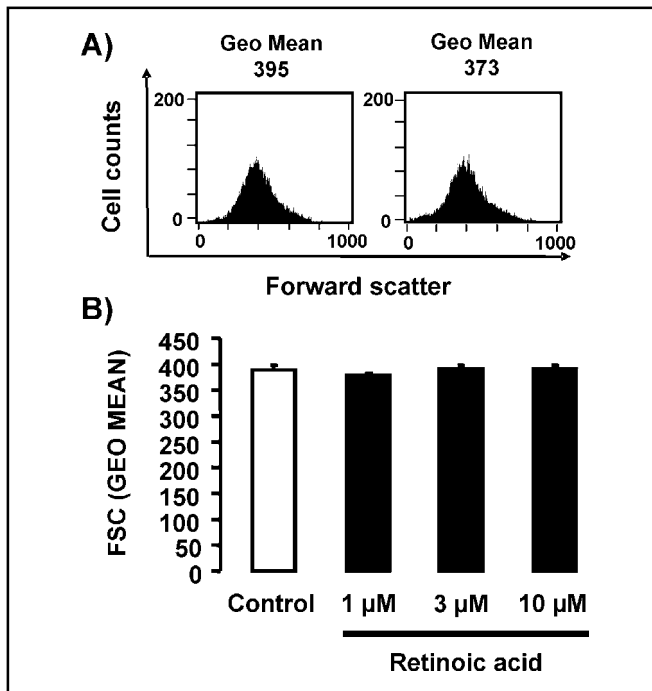 A)
Geo Mean
395
Geo Mean
373
Cell counts
200
0
0
1000
200
0
0
1000
Forward scatter
B)
FSC (GEO MEAN)
450
400
350
300
250
200
150
100
50
0
Control
1 µM
3 µM
10 µM
Retinoic acid